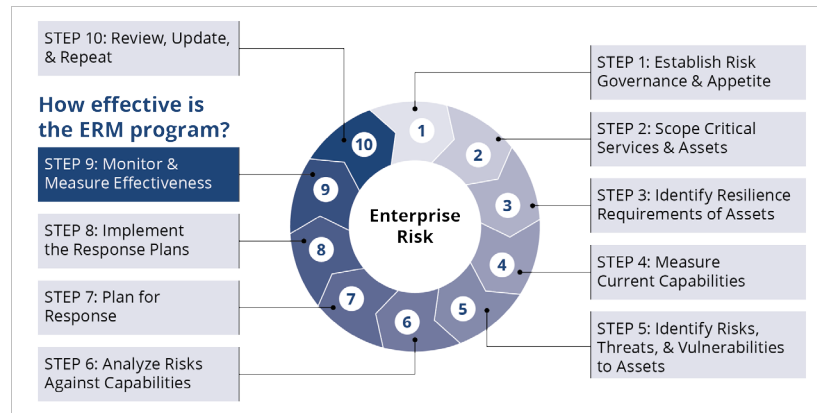 STEP 10: Review, Update,
& Repeat
How effective is
the ERM program?
STEP 9: Monitor &
Measure Effectiveness
STEP 8: Implement
the Response Plans
STEP 7: Plan for
Response
STEP 6: Analyze Risks
Against Capabilities
1
2
3
4
5
6
7
8
9
10
Enterprise
Risk
STEP 1: Establish Risk
Governance & Appetite
STEP 2: Scope Critical
Services & Assets
STEP 3: Identify Resilience
Requirements of Assets
STEP 4: Measure
Current Capabilities
STEP 5: Identify Risks,
Threats, & Vulnerabilities
to Assets